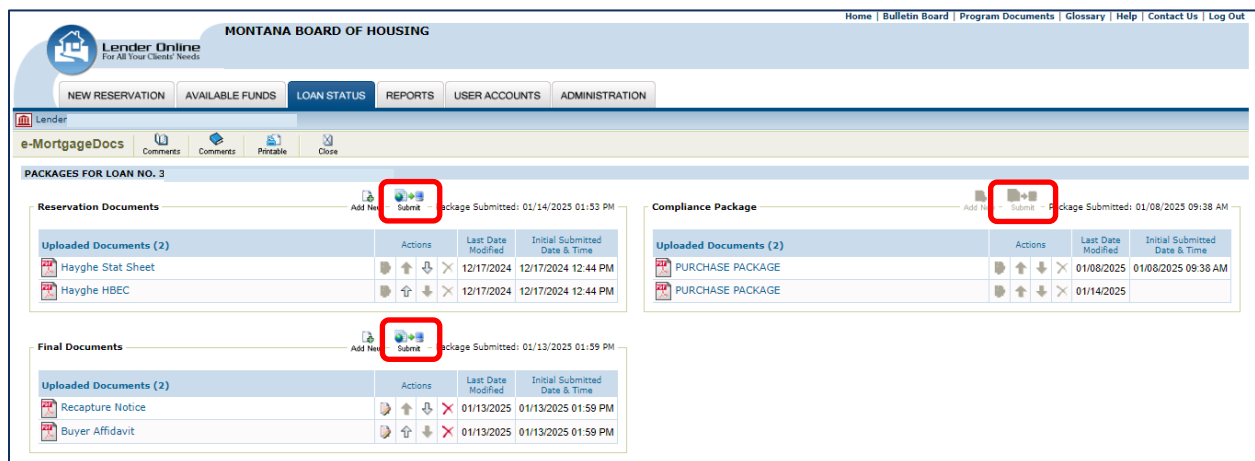 Home | Bulletin Board | Program Documents | Glossary | Help | Contact Us | Log Out
MONTANA BOARD OF HOUSING
Lender Online
For All Your Clients' Needs
NEW RESERVATION AVAILABLE FUNDS LOAN STATUS REPORTS USER ACCOUNTS ADMINISTRATION
Lender
e-MortgageDocs Comments Comments Printable Close
PACKAGES FOR LOAN NO. 3
Reservation Documents Add New Submit Package Submitted: 01/14/2025 01:53 PM
Uploaded Documents (2) Actions Last Date Modified Initial Submitted Date & Time
Hayghe Stat Sheet 12/17/2024 12/17/2024 12:44 PM
Hayghe HBEC 12/17/2024 12/17/2024 12:44 PM
Compliance Package Add New Submit Package Submitted: 01/08/2025 09:38 AM
Uploaded Documents (2) Actions Last Date Modified Initial Submitted Date & Time
PURCHASE PACKAGE 01/08/2025 01/08/2025 09:38 AM
PURCHASE PACKAGE 01/14/2025
Final Documents Add New Submit Package Submitted: 01/13/2025 01:59 PM
Uploaded Documents (2) Actions Last Date Modified Initial Submitted Date & Time
Recapture Notice 01/13/2025 01/13/2025 01:59 PM
Buyer Affidavit 01/13/2025 01/13/2025 01:59 PM